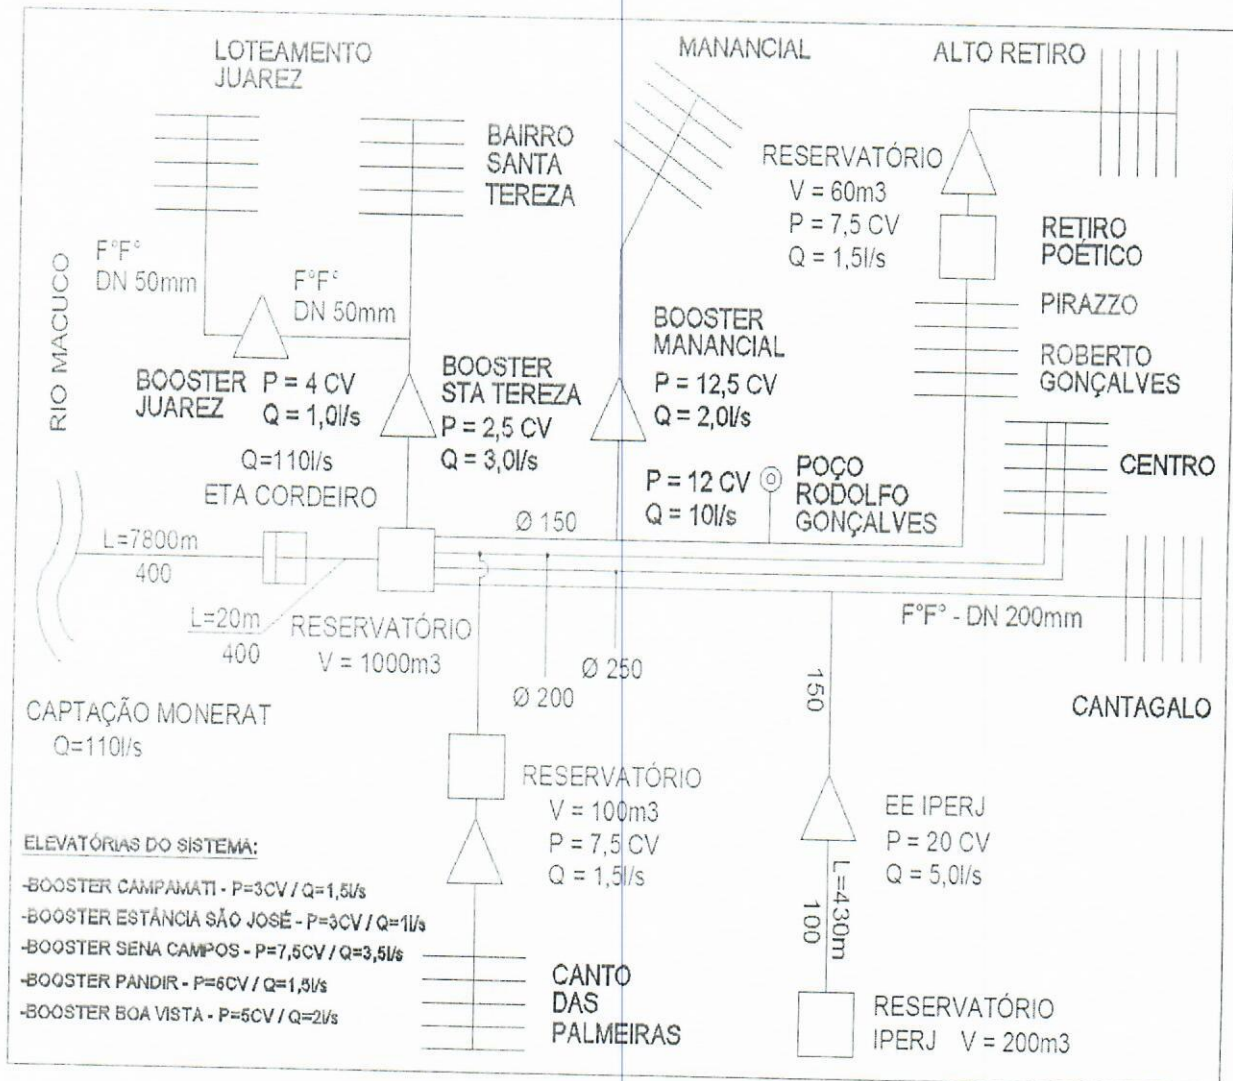 LOTEAMENTO
JUAREZ
MANANCIAL
ALTO RETIRO
BAIRRO
SANTA
TEREZA
RESERVATÓRIO
V = 60m3
P = 7,5 CV
Q = 1,5l/s
RETIRO
POÉTICO
RIO MACUCO
F°F°
DN 50mm
F°F°
DN 50mm
PIRAZZO
ROBERTO
GONÇALVES
BOOSTER
MANANCIAL
P = 12,5 CV
Q = 2,0l/s
BOOSTER
JUAREZ
P = 4 CV
Q = 1,0l/s
BOOSTER
STA TEREZA
P = 2,5 CV
Q = 3,0l/s
CENTRO
Q=110l/s
ETA CORDEIRO
P = 12 CV
Q = 10l/s
POÇO
RODOLFO
GONÇALVES
Ø 150
L=7800m
400
L=20m
400
RESERVATÓRIO
V = 1000m3
Ø 200
Ø 250
F°F° - DN 200mm
150
CANTAGALO
CAPTAÇÃO MONERAT
Q=110l/s
RESERVATÓRIO
V = 100m3
P = 7,5 CV
Q = 1,5l/s
EE IPERJ
P = 20 CV
Q = 5,0l/s
L=430m
100
ELEVATÓRIAS DO SISTEMA:
-BOOSTER CAMPAMATI - P=3CV / Q=1,5l/s
-BOOSTER ESTÂNCIA SÃO JOSÉ - P=3CV / Q=1l/s
-BOOSTER SENA CAMPOS - P=7,5CV / Q=3,5l/s
-BOOSTER PANDIR - P=6CV / Q=1,5l/s
-BOOSTER BOA VISTA - P=5CV / Q=2l/s
CANTO
DAS
PALMEIRAS
RESERVATÓRIO
IPERJ V = 200m3